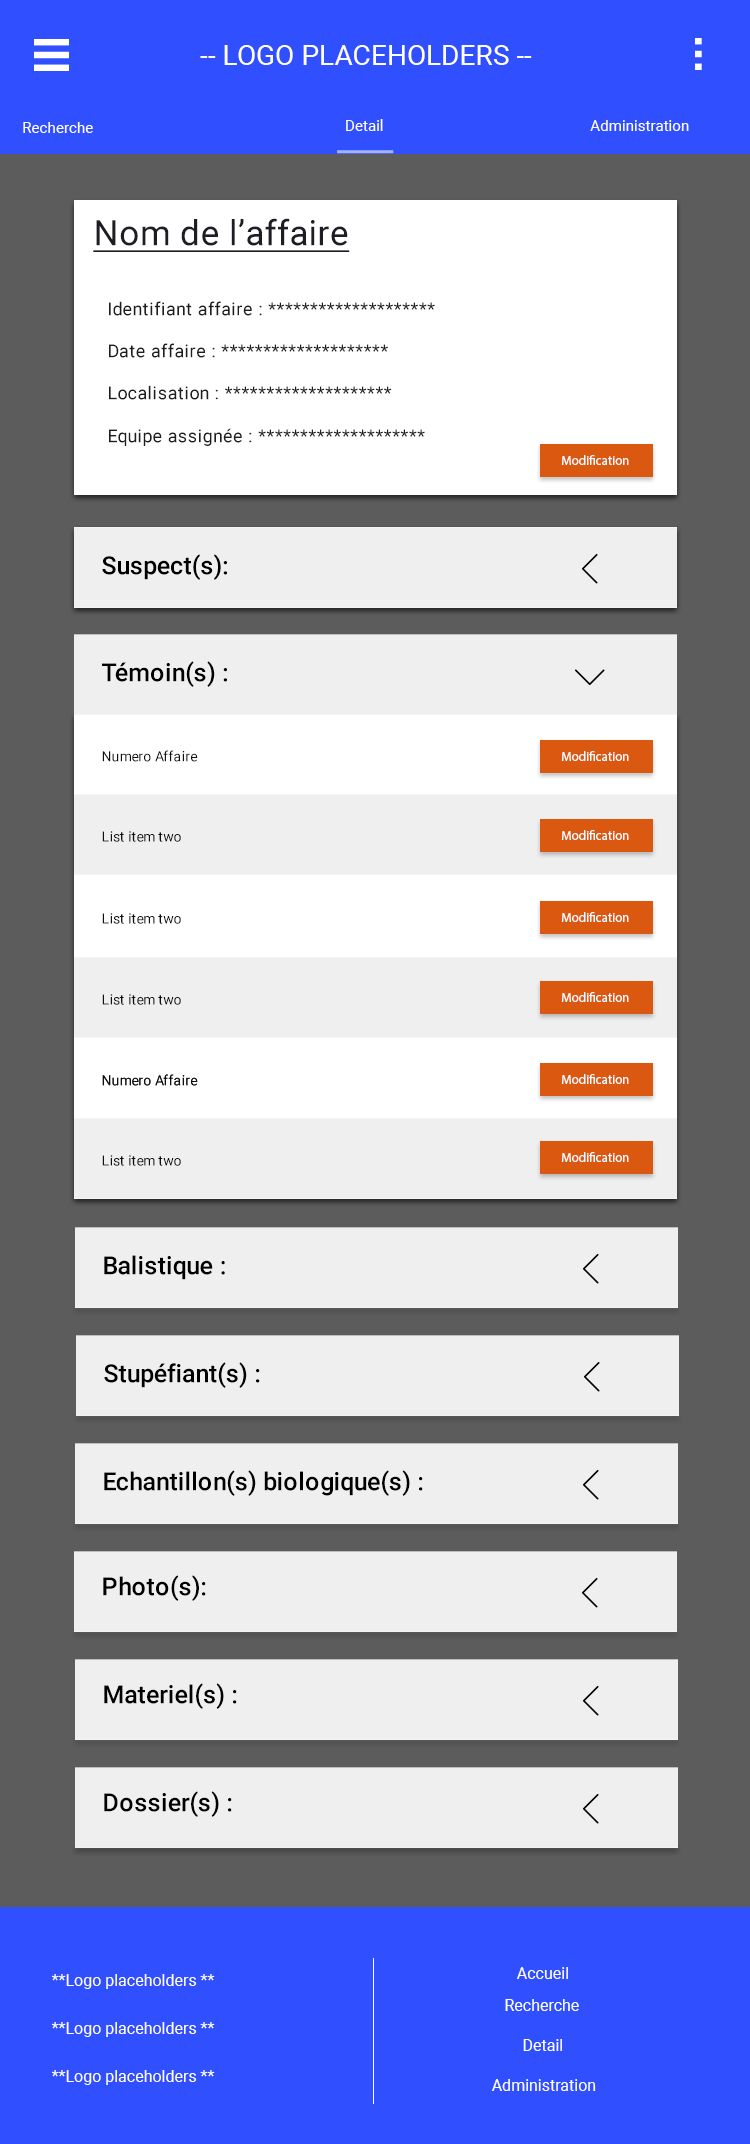 -- LOGO PLACEHOLDERS --
Recherche
Detail
Administration
Nom de l’affaire
Identifiant affaire : ********************
Date affaire : ********************
Localisation : ********************
Equipe assignée : ********************
Modification
Suspect(s):
Témoin(s) :
Numero Affaire
Modification
List item two
Modification
List item two
Modification
List item two
Modification
Numero Affaire
Modification
List item two
Modification
Balistique :
Stupéfiant(s) :
Echantillon(s) biologique(s) :
Photo(s):
Materiel(s) :
Dossier(s) :
**Logo placeholders **
**Logo placeholders **
**Logo placeholders **
Accueil
Recherche
Detail
Administration